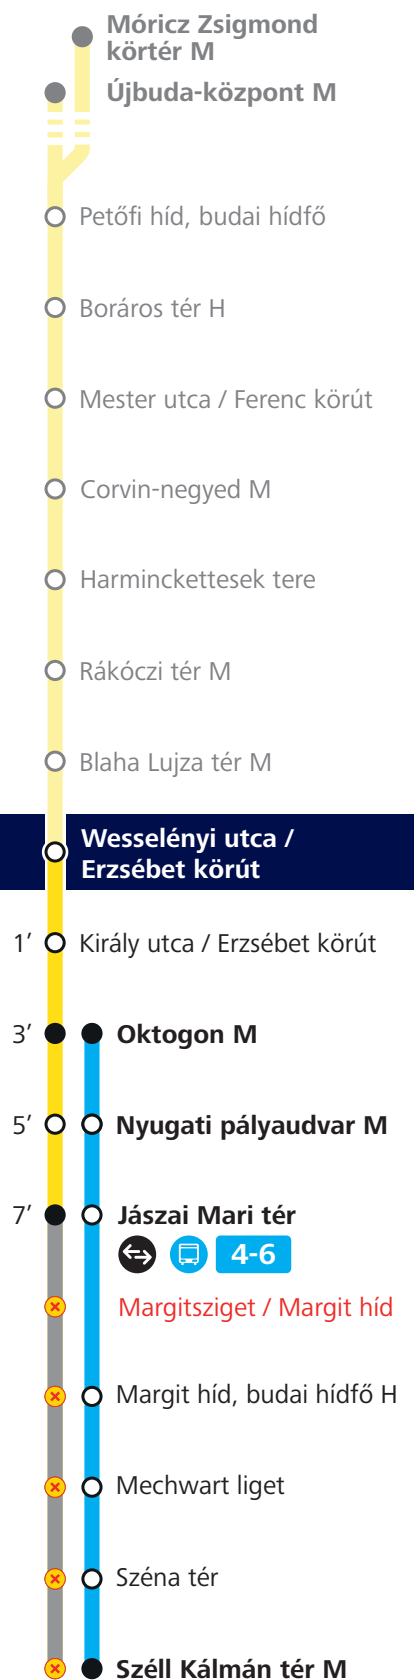 Móricz Zsigmond
körtér M
Újbuda-központ M
Petőfi híd, budai hídfő
Boráros tér H
Mester utca / Ferenc körút
Corvin-negyed M
Harminckettesek tere
Rákóczi tér M
Blaha Lujza tér M
Wesselényi utca /
Erzsébet körút
1’ Király utca / Erzsébet körút
3’ Oktogon M
5’ Nyugati pályaudvar M
7’ Jászai Mari tér
4-6
Margitsziget / Margit híd
Margit híd, budai hídfő H
Mechwart liget
Széna tér
Széll Kálmán tér M